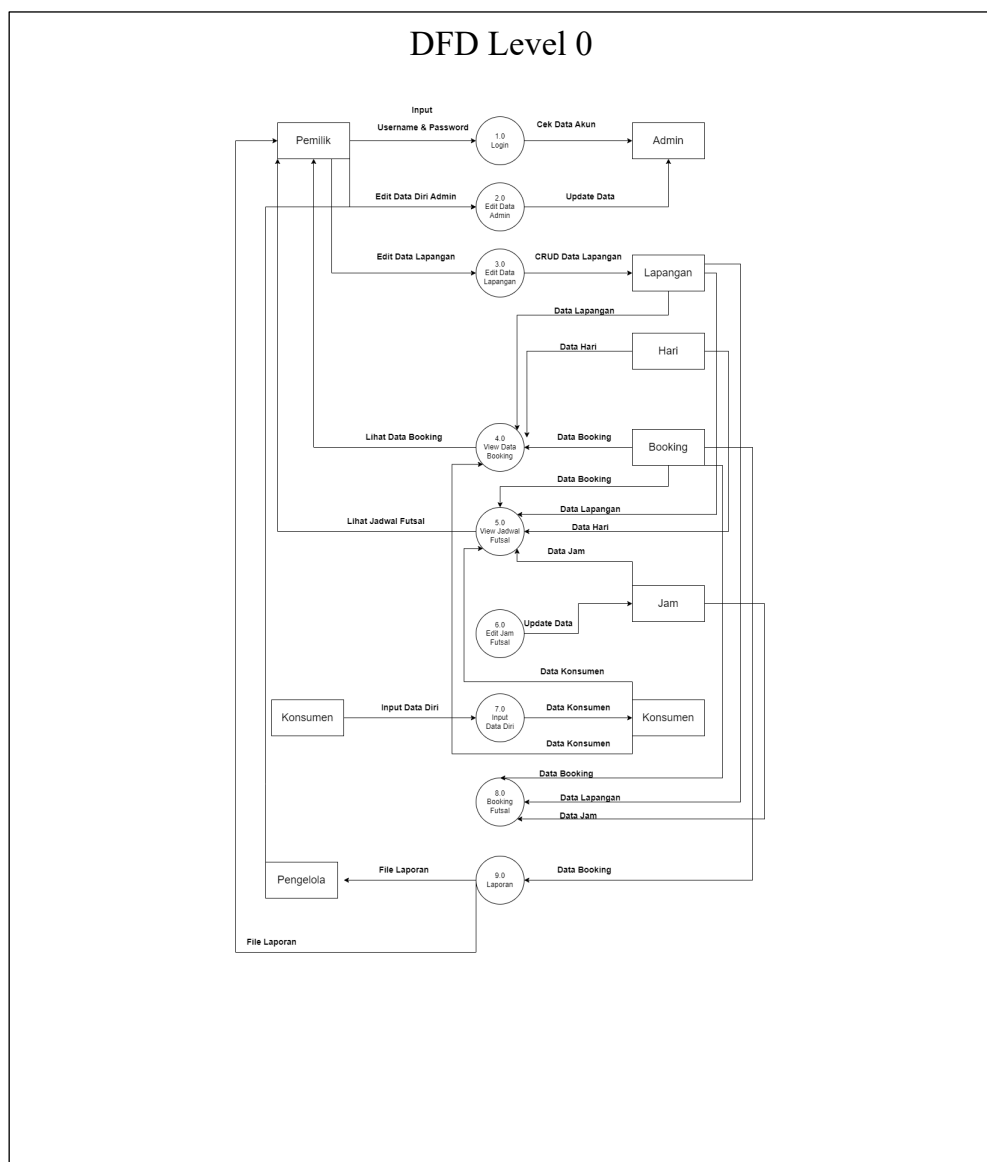 DFD Level 0
Input
Username & Password
Cek Data Akun
Pemilik
1.0
Login
Admin
Edit Data Diri Admin
2.0
Edit Data
Admin
Update Data
Edit Data Lapangan
3.0
Edit Data
Lapangan
CRUD Data Lapangan
Lapangan
Data Lapangan
Data Hari
Hari
Lihat Data Booking
4.0
View Data
Booking
Data Booking
Booking
Data Booking
Data Lapangan
Lihat Jadwal Futsal
5.0
View Jadwal
Futsal
Data Hari
Data Jam
Jam
6.0
Edit Jam
Futsal
Update Data
Data Konsumen
Konsumen
Input Data Diri
7.0
Input
Data Diri
Data Konsumen
Konsumen
Data Konsumen
Data Booking
8.0
Booking
Futsal
Data Lapangan
Data Jam
Pengelola
File Laporan
9.0
Laporan
Data Booking
File Laporan